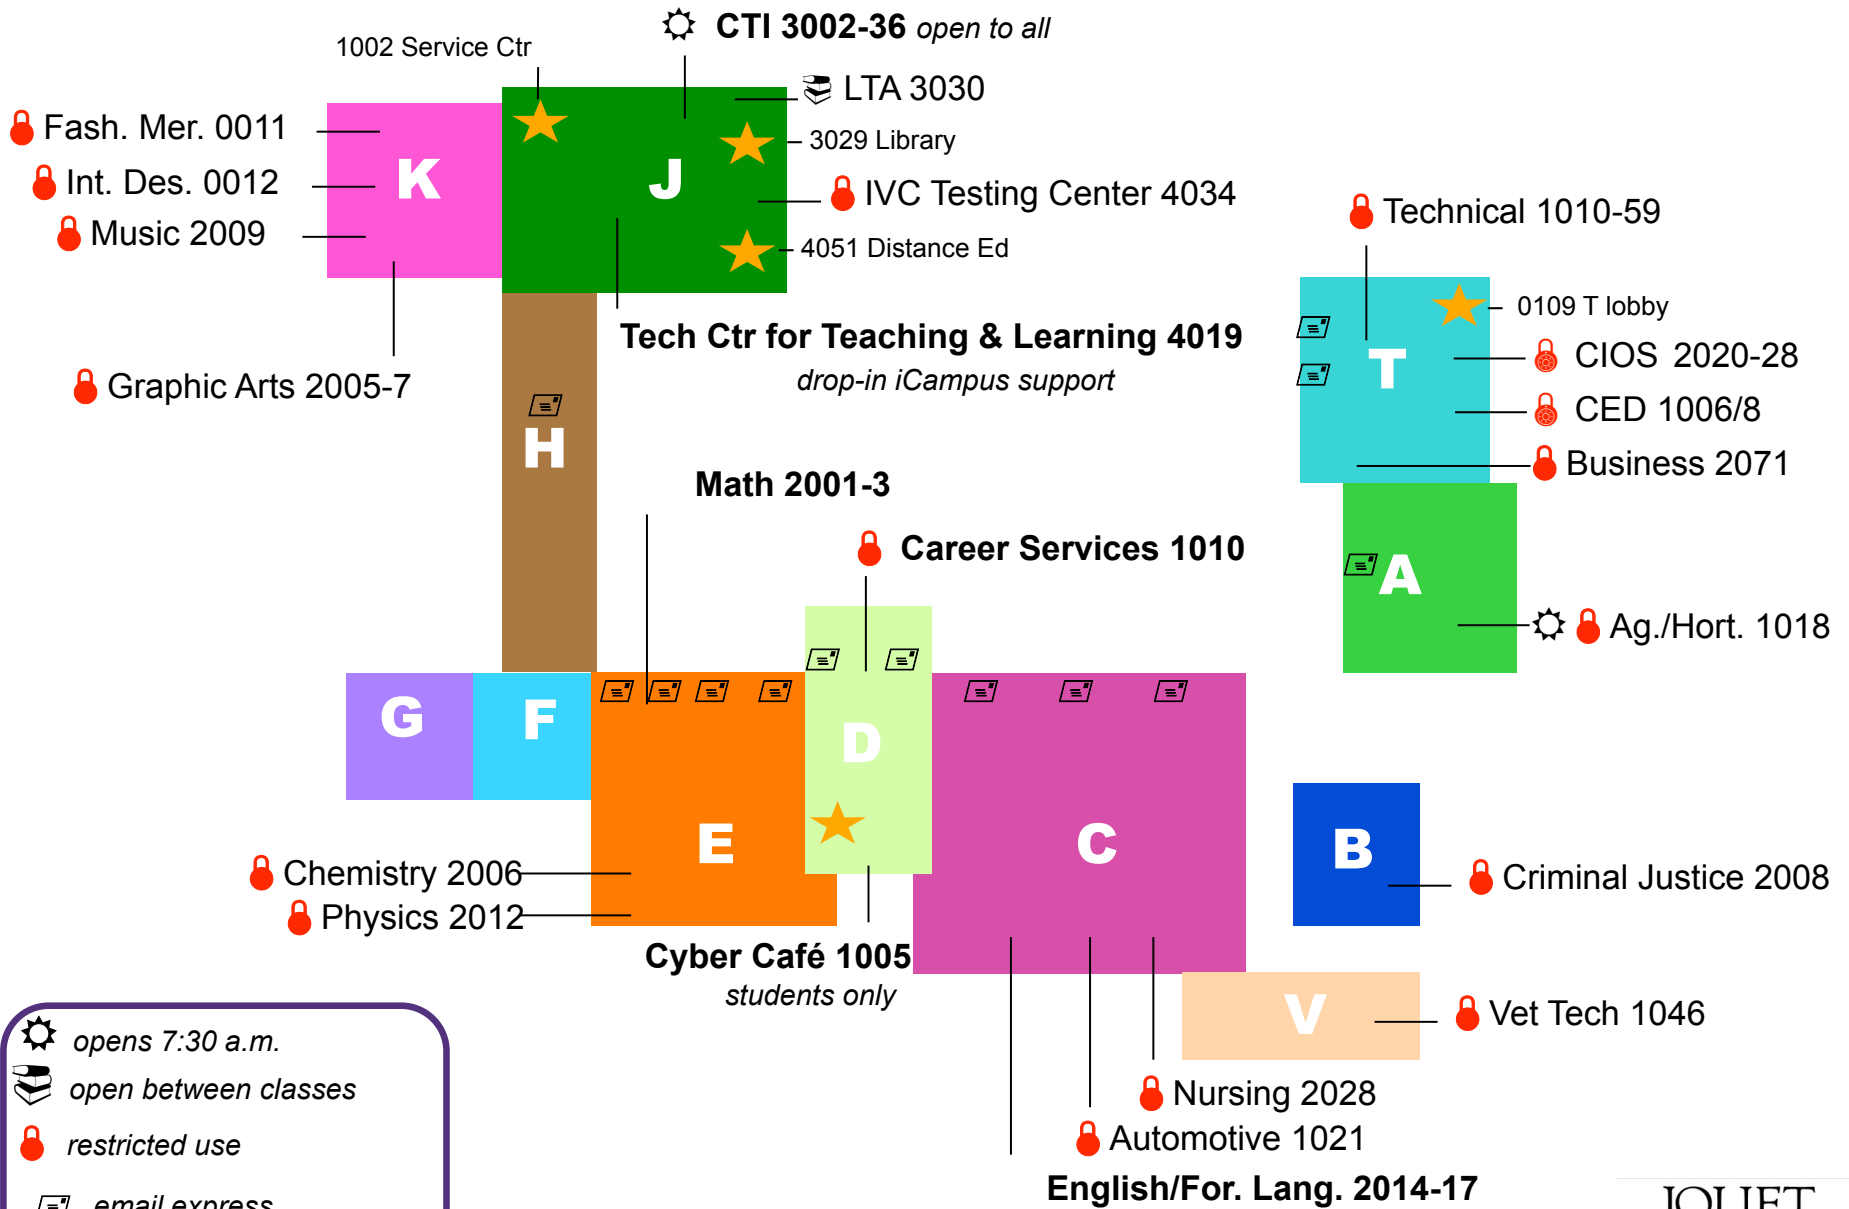 CTI 3002-36 open to all
1002 Service Ctr
LTA 3030
Fash. Mer. 0011
3029 Library
K
J
Int. Des. 0012
IVC Testing Center 4034
Technical 1010-59
Music 2009
4051 Distance Ed
0109 T lobby
Tech Ctr for Teaching & Learning 4019
drop-in iCampus support
T
CIOS 2020-28
Graphic Arts 2005-7
CED 1006/8
H
Business 2071
Math 2001-3
Career Services 1010
A
Ag./Hort. 1018
G
F
D
E
C
B
Chemistry 2006
Criminal Justice 2008
Physics 2012
Cyber Café 1005
students only
V
Vet Tech 1046
opens 7:30 a.m.
open between classes
Nursing 2028
restricted use
Automotive 1021
English/For. Lang. 2014-17
email express
JOLIET